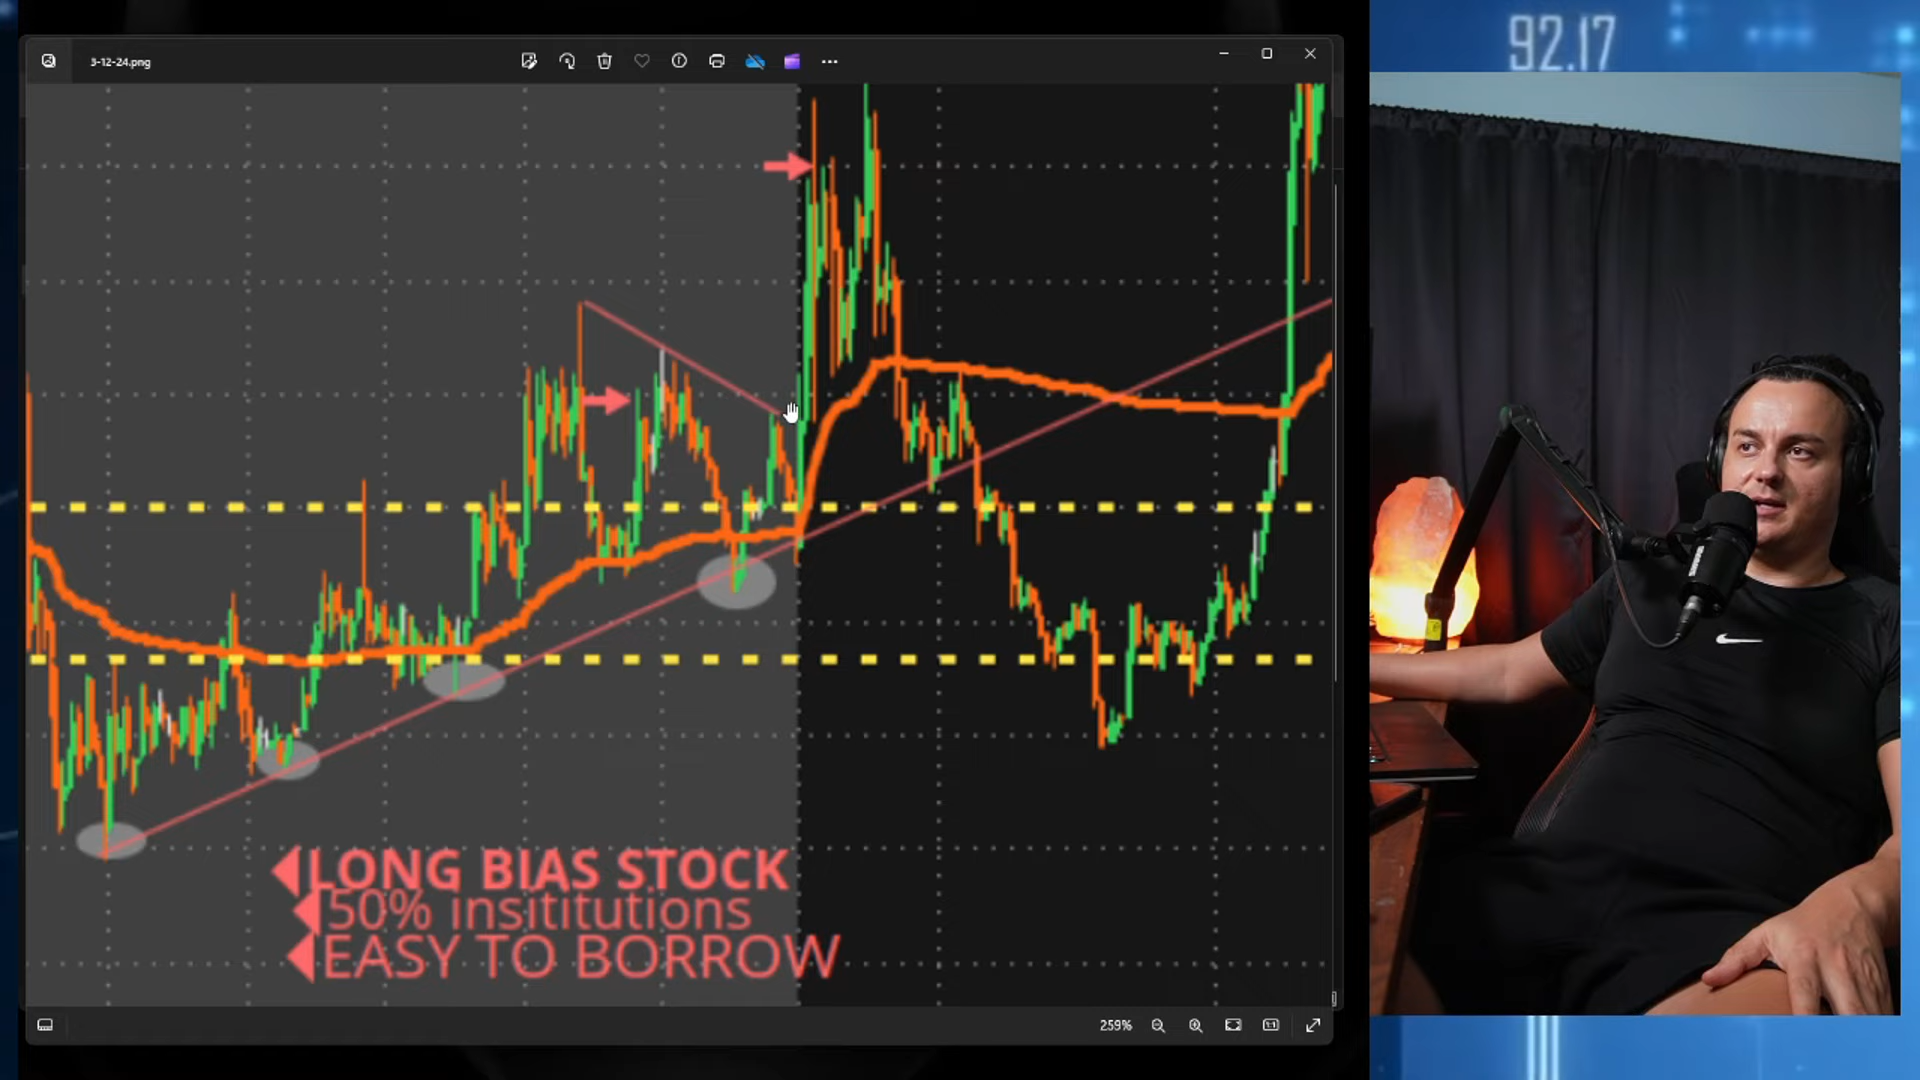 92.17
3-12-24.png
LONG BIAS STOCK
50% insititutions
EASY TO BORROW
259%